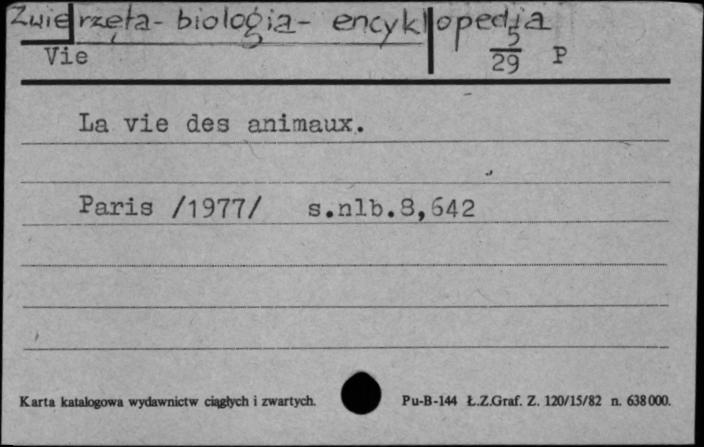 Zwierzęta - biologia - encyklopedja
Vie
5
29 P
La vie des animaux.
Paris /1977/ s.nlb.8,642
Karta katalogowa wydawnictw ciągłych i zwartych.
Pu-B-144 Ł.Z.Graf. Z. 120/15/82 n. 638000.